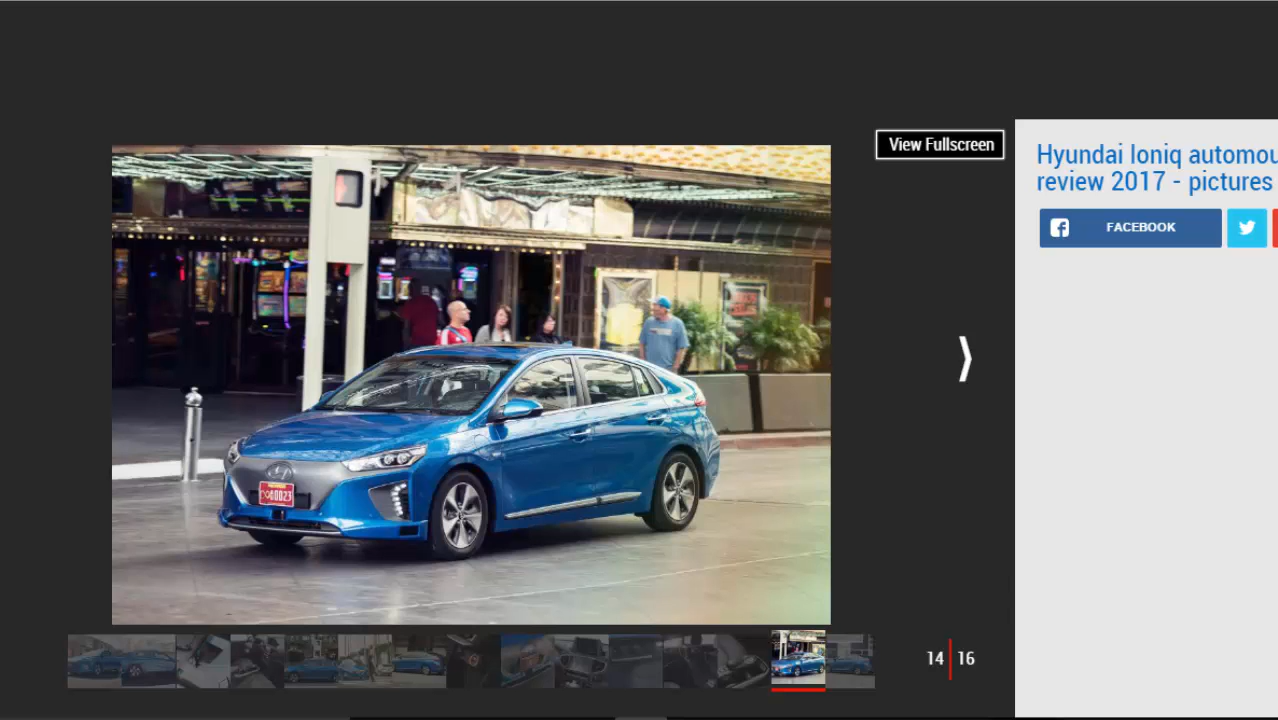 View Fullscreen
Hyundai Ioniq automou
review 2017 - pictures
FACEBOOK
14
16